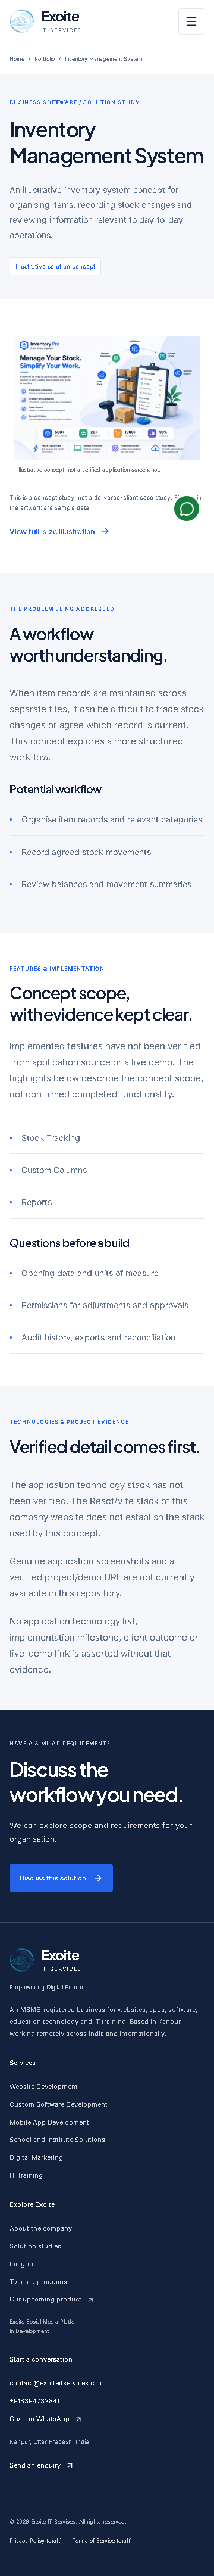 Exoite
IT SERVICES
Home / Portfolio / Inventory Management System
BUSINESS SOFTWARE / SOLUTION STUDY
Inventory
Management System
An illustrative inventory system concept for
organising items, recording stock changes and
reviewing information relevant to day-to-day
operations.
Illustrative solution concept
Inventory Pro
Manage Your Stock.
Simplify Your Work.
500+
100+
1000+
99%
Illustrative concept, not a verified application screenshot.
This is a concept study, not a delivered-client case study.
in
the artwork are sample data.
View full-size illustration
THE PROBLEM BEING ADDRESSED
A workflow
worth understanding.
When item records are maintained across
separate files, it can be difficult to trace stock
changes or agree which record is current.
This concept explores a more structured
workflow.
Potential workflow
Organise item records and relevant categories
Record agreed stock movements
Review balances and movement summaries
FEATURES & IMPLEMENTATION
Concept scope,
with evidence kept clear.
Implemented features have not been verified
from application source or a live demo. The
highlights below describe the concept scope,
not confirmed completed functionality.
Stock Tracking
Custom Columns
Reports
Questions before a build
Opening data and units of measure
Permissions for adjustments and approvals
Audit history, exports and reconciliation
TECHNOLOGIES & PROJECT EVIDENCE
Verified detail comes first.
The application technology stack has not
been verified. The React/Vite stack of this
company website does not establish the stack
used by this concept.
Genuine application screenshots and a
verified project/demo URL are not currently
available in this repository.
No application technology list,
implementation milestone, client outcome or
live-demo link is asserted without that
evidence.
HAVE A SIMILAR REQUIREMENT?
Discuss the
workflow you need.
We can explore scope and requirements for your
organisation.
Discuss this solution
Exoite
IT SERVICES
Empowering Digital Future
An MSME-registered business for websites, apps, software,
education technology and IT training. Based in Kanpur,
working remotely across India and internationally.
Services
Website Development
Custom Software Development
Mobile App Development
School and Institute Solutions
Digital Marketing
IT Training
Explore Exoite
About the company
Solution studies
Insights
Training programs
Our upcoming product
Exoite Social Media Platform
In Development
Start a conversation
contact@exoiteitservices.com
+916394732841
Chat on WhatsApp
Kanpur, Uttar Pradesh, India
Send an enquiry
© 2026 Exoite IT Services. All rights reserved.
Privacy Policy (draft) Terms of Service (draft)